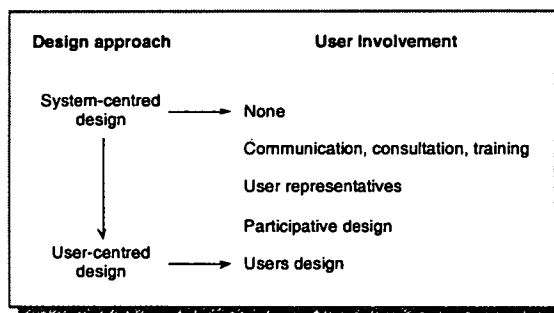 Design approach
User Involvement
System-centred
design
None
Communication, consultation, training
User representatives
Participative design
User-centred
design
Users design